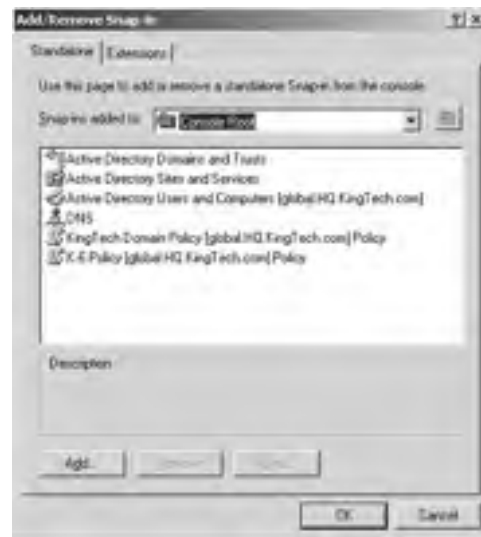 Add/Remove Snap-in
Standalone Extensions
Use this page to add or remove a standalone Snap-in from the console.
Snap-ins added to: Console Root
Active Directory Domains and Trusts
Active Directory Sites and Services
Active Directory Users and Computers [global.HQ.KingTech.com]
DNS
KingTech Domain Policy [global.HQ.KingTech.com] Policy
K-6 Policy [global.HQ.KingTech.com] Policy
Description
Add...
OK Cancel